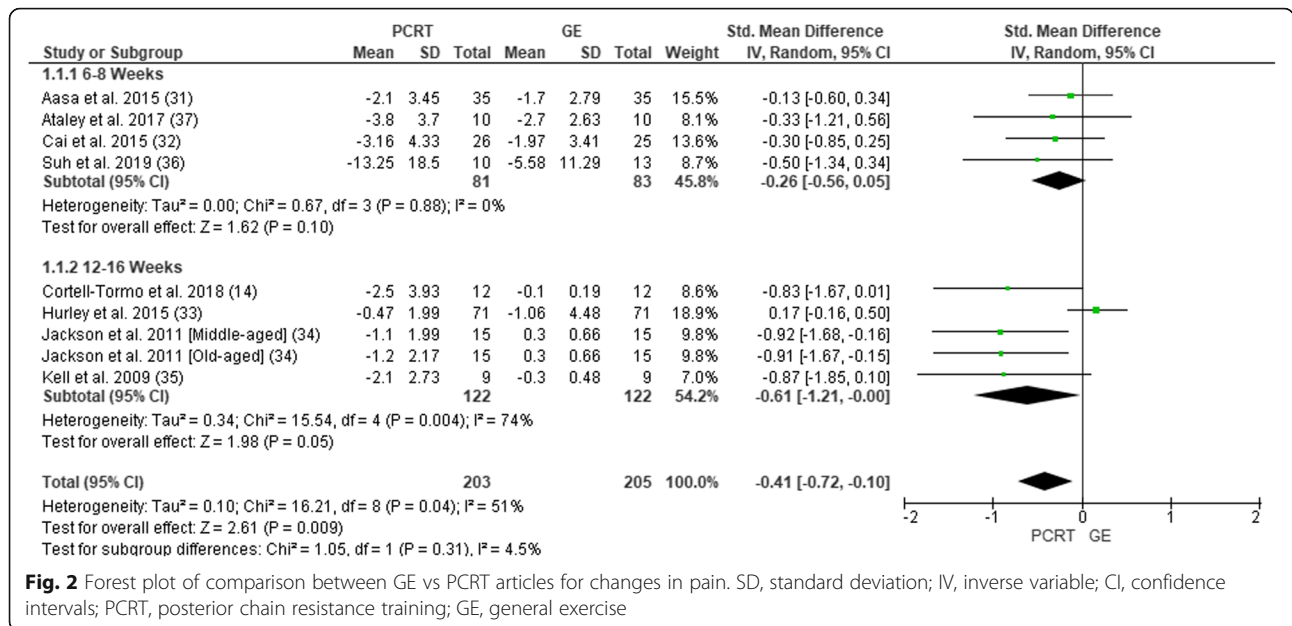 PCRT GE Std. Mean Difference Std. Mean Difference
Study or Subgroup Mean SD Total Mean SD Total Weight IV, Random, 95% CI IV, Random, 95% CI
1.1.1 6-8 Weeks
Aasa et al. 2015 (31) -2.1 3.45 35 -1.7 2.79 35 15.5% -0.13 [-0.60, 0.34]
Ataley et al. 2017 (37) -3.8 3.7 10 -2.7 2.63 10 8.1% -0.33 [-1.21, 0.56]
Cai et al. 2015 (32) -3.16 4.33 26 -1.97 3.41 25 13.6% -0.30 [-0.85, 0.25]
Suh et al. 2019 (36) -13.25 18.5 10 -5.58 11.29 13 8.7% -0.50 [-1.34, 0.34]
Subtotal (95% CI) 81 83 45.8% -0.26 [-0.56, 0.05]
Heterogeneity: Tau² = 0.00; Chi² = 0.67, df = 3 (P = 0.88); I² = 0%
Test for overall effect: Z = 1.62 (P = 0.10)
1.1.2 12-16 Weeks
Cortell-Tormo et al. 2018 (14) -2.5 3.93 12 -0.1 0.19 12 8.6% -0.83 [-1.67, 0.01]
Hurley et al. 2015 (33) -0.47 1.99 71 -1.06 4.48 71 18.9% 0.17 [-0.16, 0.50]
Jackson et al. 2011 [Middle-aged] (34) -1.1 1.99 15 0.3 0.66 15 9.8% -0.92 [-1.68, -0.16]
Jackson et al. 2011 [Old-aged] (34) -1.2 2.17 15 0.3 0.66 15 9.8% -0.91 [-1.67, -0.15]
Kell et al. 2009 (35) -2.1 2.73 9 -0.3 0.48 9 7.0% -0.87 [-1.85, 0.10]
Subtotal (95% CI) 122 122 54.2% -0.61 [-1.21, -0.00]
Heterogeneity: Tau² = 0.34; Chi² = 15.54, df = 4 (P = 0.004); I² = 74%
Test for overall effect: Z = 1.98 (P = 0.05)
Total (95% CI) 203 205 100.0% -0.41 [-0.72, -0.10]
Heterogeneity: Tau² = 0.10; Chi² = 16.21, df = 8 (P = 0.04); I² = 51%
Test for overall effect: Z = 2.61 (P = 0.009)
Test for subgroup differences: Chi² = 1.05, df = 1 (P = 0.31), I² = 4.5%
-2 -1 0 1 2
PCRT GE
Fig. 2 Forest plot of comparison between GE vs PCRT articles for changes in pain. SD, standard deviation; IV, inverse variable; CI, confidence
intervals; PCRT, posterior chain resistance training; GE, general exercise